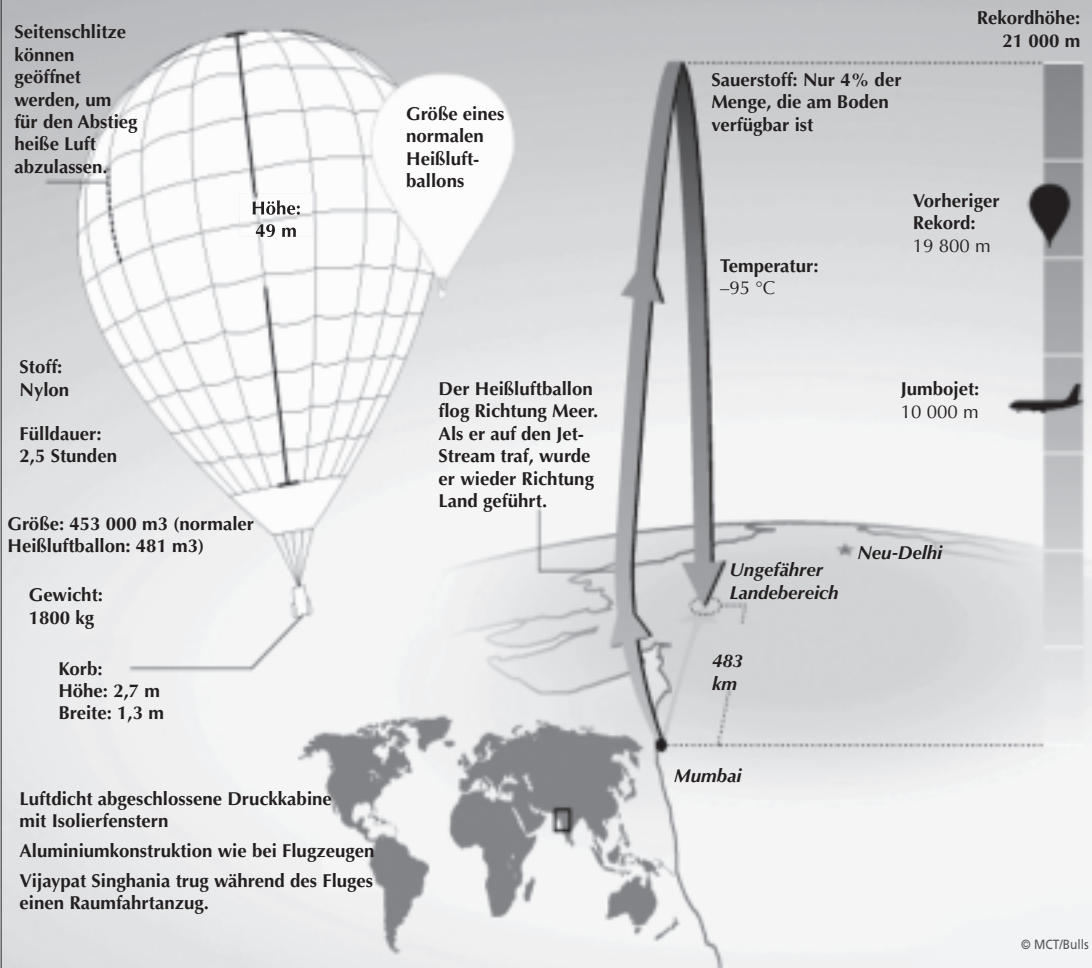 Seitenschlitze
können
geöffnet
werden, um
für den Abstieg
heiße Luft
abzulassen.
Höhe:
49 m
Größe eines
normalen
Heißluft-
ballons
Stoff:
Nylon
Fülldauer:
2,5 Stunden
Größe: 453 000 m3 (normaler
Heißluftballon: 481 m3)
Gewicht:
1800 kg
Korb:
Höhe: 2,7 m
Breite: 1,3 m
Luftdicht abgeschlossene Druckkabine
mit Isolierfenstern
Aluminiumkonstruktion wie bei Flugzeugen
Vijaypat Singhania trug während des Fluges
einen Raumfahrtanzug.
Der Heißluftballon
flog Richtung Meer.
Als er auf den Jet-
Stream traf, wurde
er wieder Richtung
Land geführt.
Rekordhöhe:
21 000 m
Sauerstoff: Nur 4% der
Menge, die am Boden
verfügbar ist
Vorheriger
Rekord:
19 800 m
Temperatur:
–95 °C
Jumbojet:
10 000 m
Neu-Delhi
Ungefährer
Landebereich
483
km
Mumbai
© MCT/Bulls